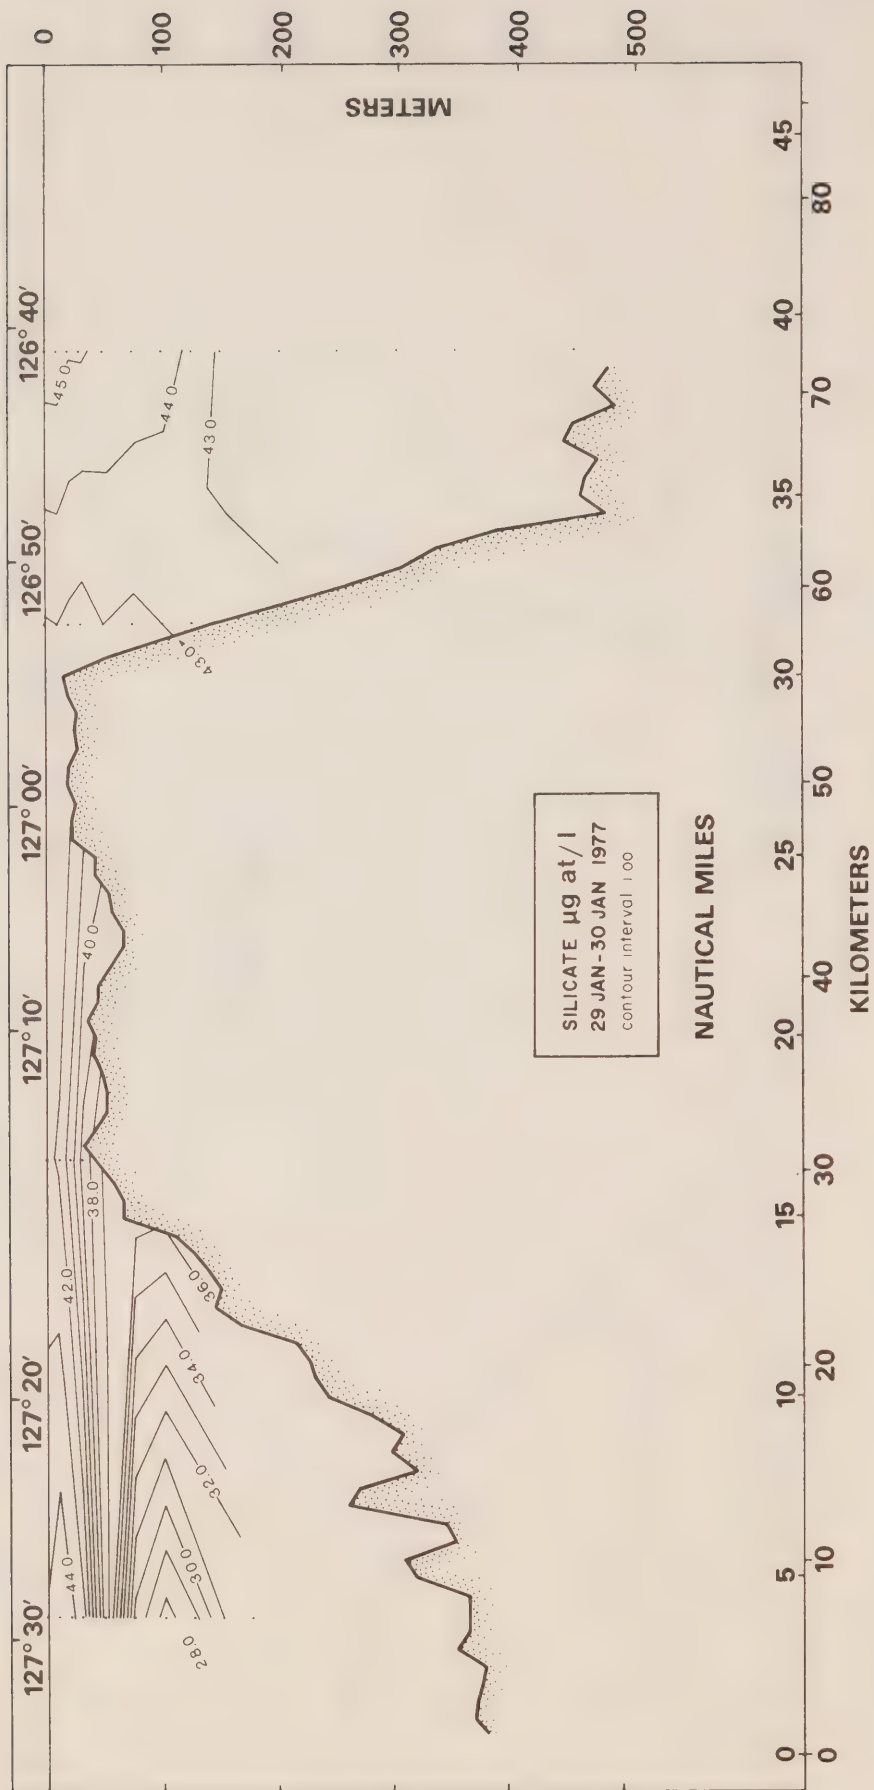 127° 30′ 127° 20′ 127° 10′ 127° 00′ 126° 50′ 126° 40′
0
100
200
300
400
500
METERS
44.0
42.0
38.0
40.0
36.0
34.0
32.0
30.0
28.0
43.0
43.0
44.0
45.0
SILICATE µg at/l
29 JAN-30 JAN 1977
contour interval 1.00
NAUTICAL MILES
0 5 10 15 20 25 30 35 40 45
0 10 20 30 40 50 60 70 80
KILOMETERS